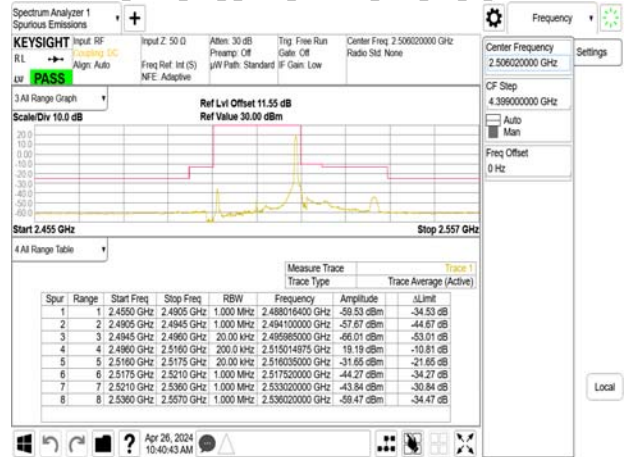 Spectrum Analyzer 1
Spurious Emissions
Frequency
KEYSIGHT Input: RF Input Z: 50 Ω Atten: 30 dB Trig: Free Run Center Freq: 2.506020000 GHz
RL Coupling: DC Preamp: Off Gate: Off Radio Std: None
Align: Auto Freq Ref: Int (S) µW Path: Standard IF Gain: Low
LW PASS NFE: Adaptive
Center Frequency
2.506020000 GHz
Settings
CF Step
4.399000000 GHz
Auto
Man
Freq Offset
0 Hz
3 All Range Graph
Ref Lvl Offset 11.55 dB
Scale/Div 10.0 dB Ref Value 30.00 dBm
20.0
10.0
0.00
-10.0
-20.0
-30.0
-40.0
-50.0
-60.0
Start 2.455 GHz Stop 2.557 GHz
4 All Range Table
Measure Trace Trace 1
Trace Type Trace Average (Active)
Spur Range Start Freq Stop Freq RBW Frequency Amplitude ΔLimit
1 1 2.4550 GHz 2.4905 GHz 1.000 MHz 2.488016400 GHz -59.53 dBm -34.53 dB
2 2 2.4905 GHz 2.4945 GHz 1.000 MHz 2.494100000 GHz -57.67 dBm -44.67 dB
3 3 2.4945 GHz 2.4960 GHz 20.00 kHz 2.495985000 GHz -66.01 dBm -53.01 dB
4 4 2.4960 GHz 2.5160 GHz 200.0 kHz 2.515014975 GHz 19.19 dBm -10.81 dB
5 5 2.5160 GHz 2.5175 GHz 20.00 kHz 2.516035000 GHz -31.65 dBm -21.65 dB
6 6 2.5175 GHz 2.5210 GHz 1.000 MHz 2.517520000 GHz -44.27 dBm -34.27 dB
7 7 2.5210 GHz 2.5360 GHz 1.000 MHz 2.533020000 GHz -43.84 dBm -30.84 dB
8 8 2.5360 GHz 2.5570 GHz 1.000 MHz 2.536020000 GHz -59.47 dBm -34.47 dB
Local
Apr 26, 2024
10:40:43 AM